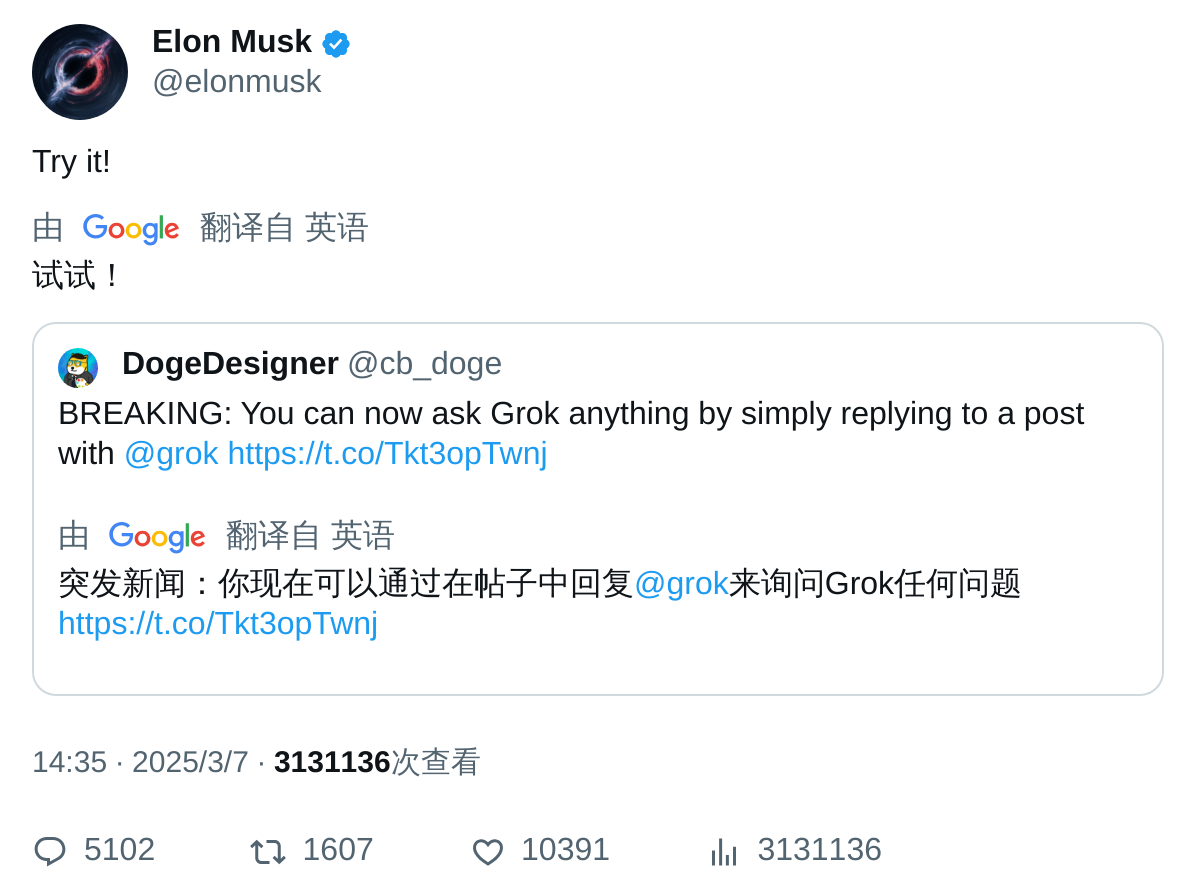 Elon Musk
@elonmusk
Try it!
由 Google 翻译自 英语
试试！
DogeDesigner @cb_doge
BREAKING: You can now ask Grok anything by simply replying to a post
with @grok https://t.co/Tkt3opTwnj
由 Google 翻译自 英语
突发新闻：你现在可以通过在帖子中回复@grok来询问Grok任何问题
https://t.co/Tkt3opTwnj
14:35 · 2025/3/7 · 3131136次查看
5102 1607 10391 3131136